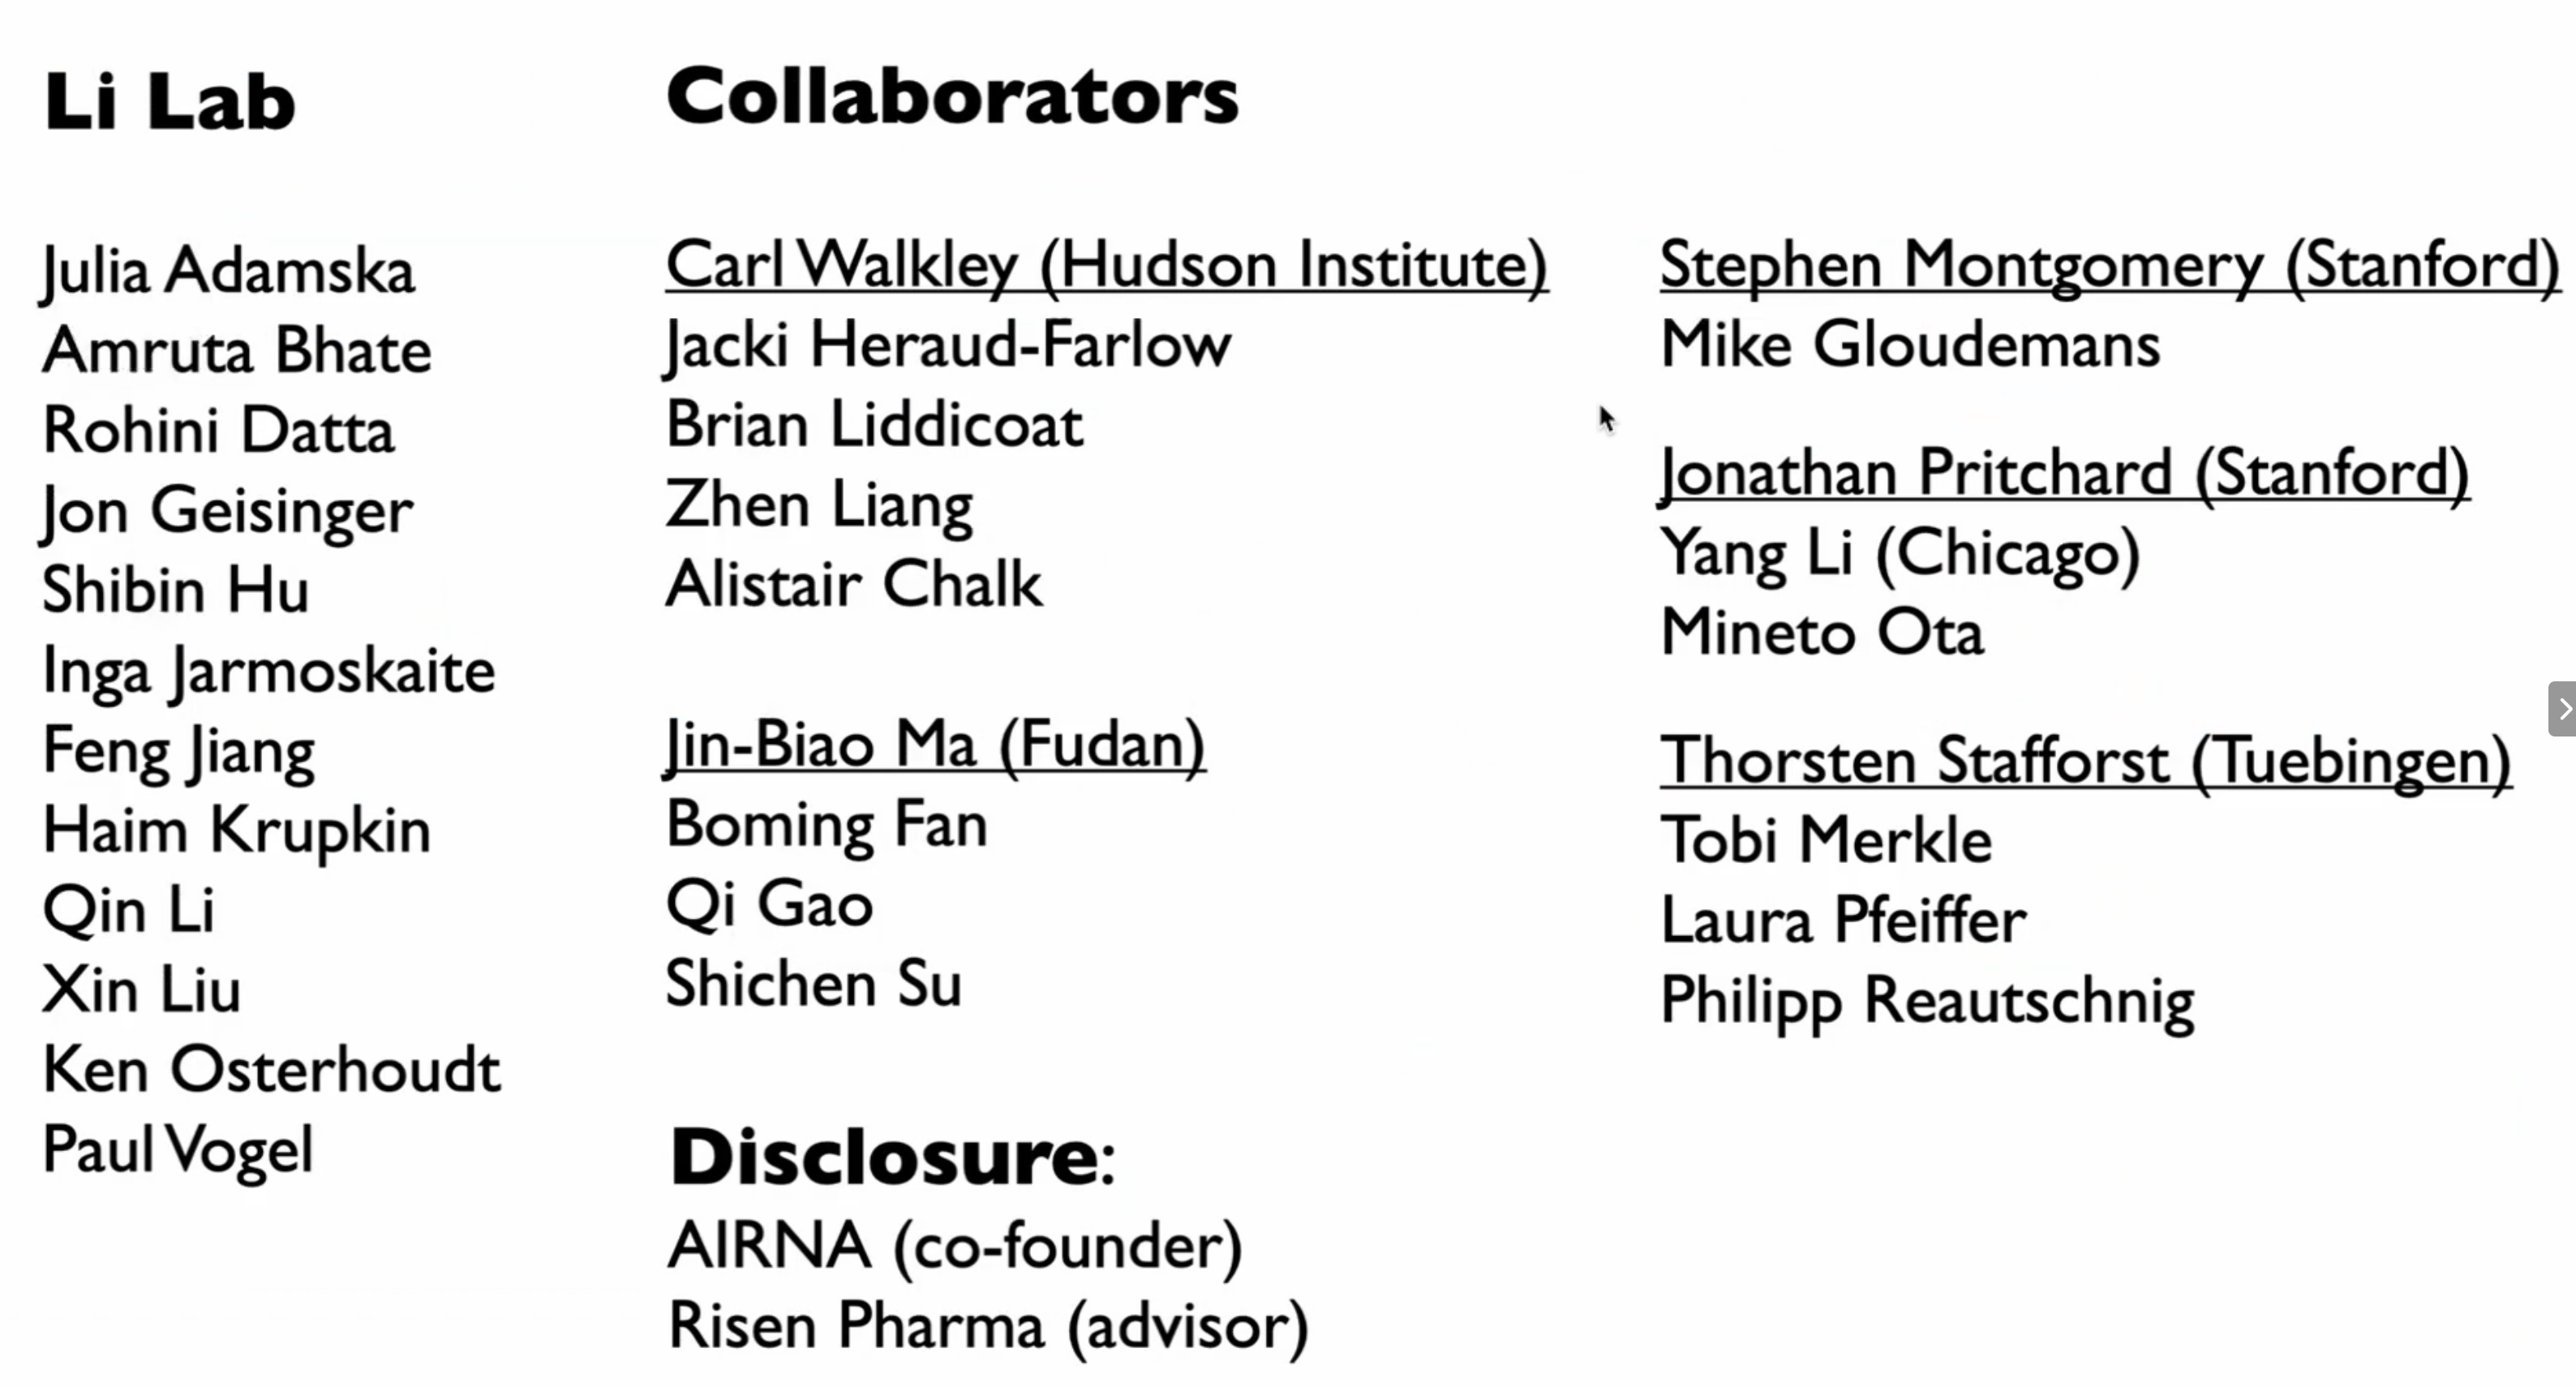 Li Lab
Julia Adamska
Amruta Bhate
Rohini Datta
Jon Geisinger
Shibin Hu
Inga Jarmoskaite
Feng Jiang
Haim Krupkin
Qin Li
Xin Liu
Ken Osterhoudt
Paul Vogel
Collaborators
Carl Walkley (Hudson Institute)
Jacki Heraud-Farlow
Brian Liddicoat
Zhen Liang
Alistair Chalk
Jin-Biao Ma (Fudan)
Boming Fan
Qi Gao
Shichen Su
Stephen Montgomery (Stanford)
Mike Gloudemans
Jonathan Pritchard (Stanford)
Yang Li (Chicago)
Mineto Ota
Thorsten Stafforst (Tuebingen)
Tobi Merkle
Laura Pfeiffer
Philipp Reautschnig
Disclosure:
AIRNA (co-founder)
Risen Pharma (advisor)